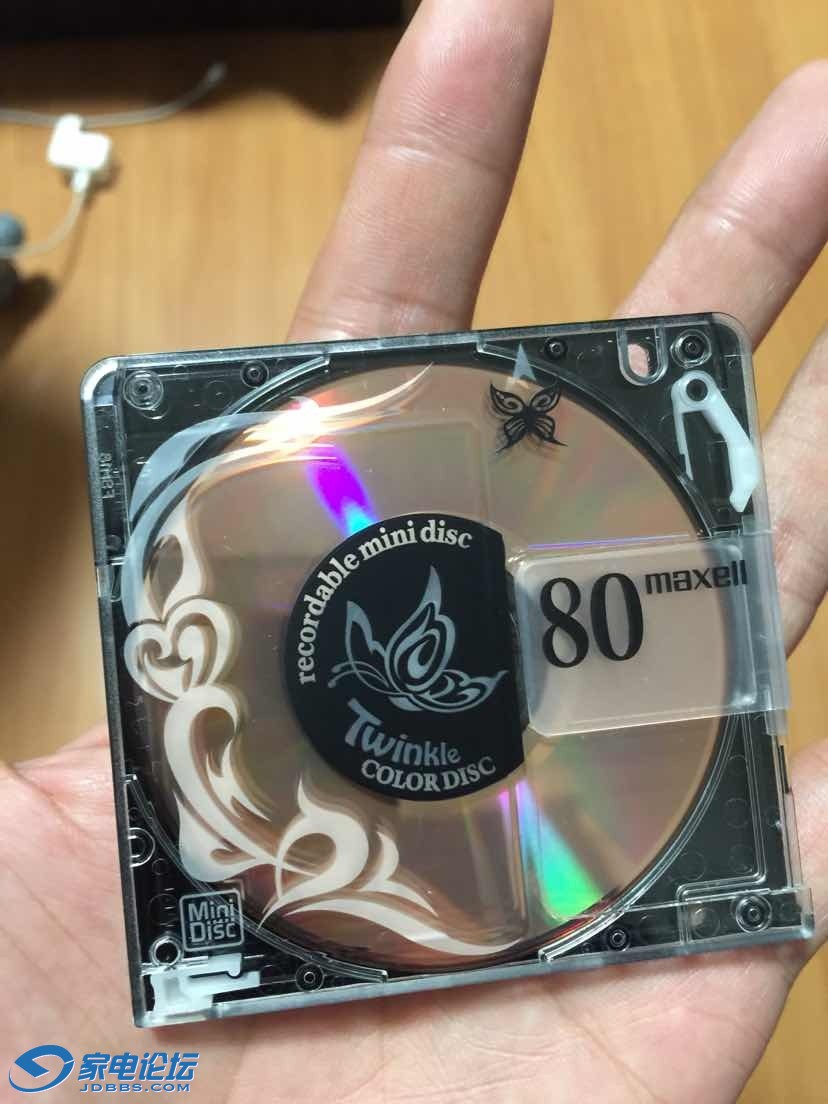 recordable mini disc
80
maxell
Twinkle
COLOR DISC
Mini
Disc
家电论坛
JDBBS.COM